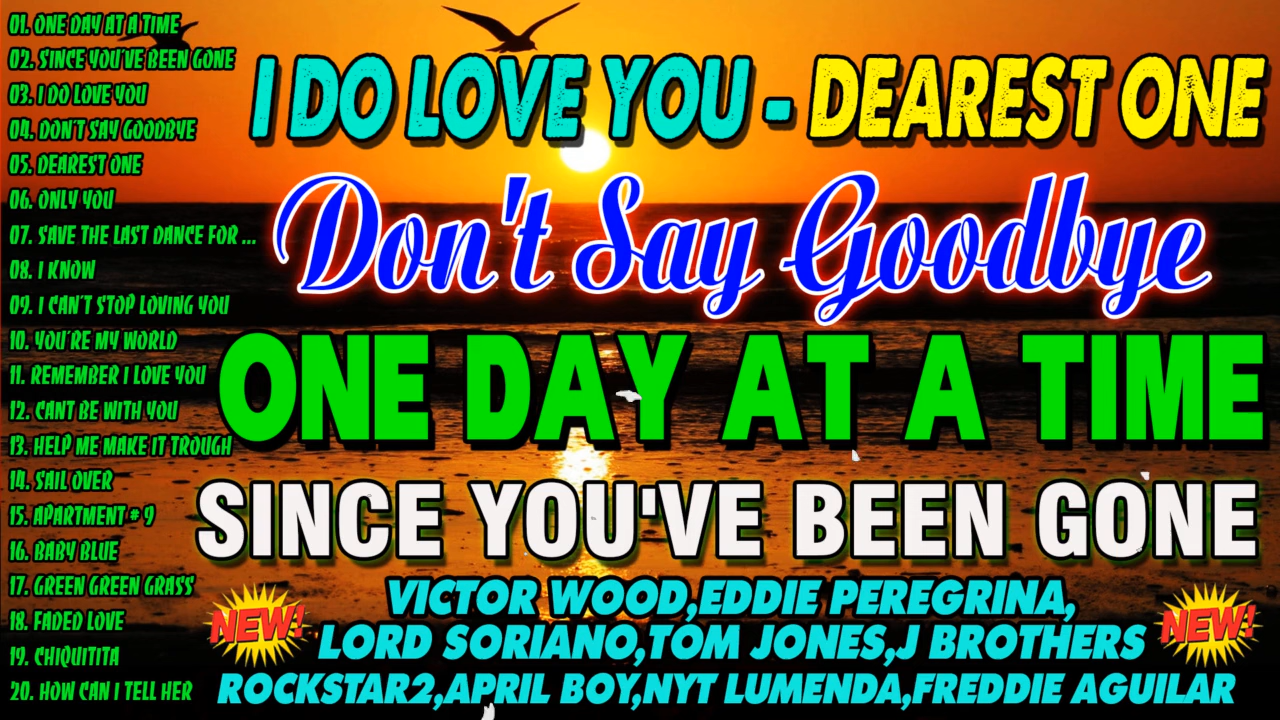 01. ONE DAY AT A TIME
02. SINCE YOU'VE BEEN GONE
03. I DO LOVE YOU
04. DON'T SAY GOODBYE
05. DEAREST ONE
06. ONLY YOU
07. SAVE THE LAST DANCE FOR ...
08. I KNOW
09. I CAN'T STOP LOVING YOU
10. YOU'RE MY WORLD
11. REMEMBER I LOVE YOU
12. CANT BE WITH YOU
13. HELP ME MAKE IT TROUGH
14. SAIL OVER
15. APARTMENT # 9
16. BABY BLUE
17. GREEN GREEN GRASS
18. FADED LOVE
19. CHIQUITITA
20. HOW CAN I TELL HER
I DO LOVE YOU - DEAREST ONE
Don't Say Goodbye
ONE DAY AT A TIME
SINCE YOU'VE BEEN GONE
NEW!
VICTOR WOOD,EDDIE PEREGRINA,
LORD SORIANO,TOM JONES,J BROTHERS
ROCKSTAR2,APRIL BOY,NYT LUMENDA,FREDDIE AGUILAR
NEW!